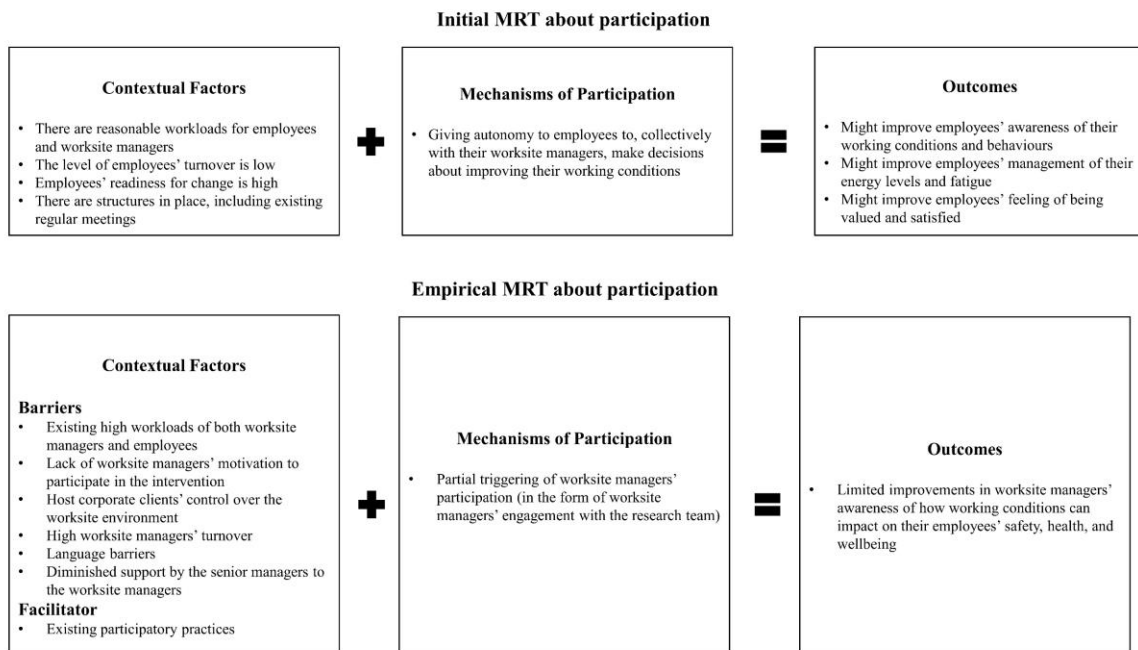 Initial MRT about participation
Contextual Factors
• There are reasonable workloads for employees
and worksite managers
• The level of employees' turnover is low
• Employees' readiness for change is high
• There are structures in place, including existing
regular meetings
Mechanisms of Participation
• Giving autonomy to employees to, collectively
with their worksite managers, make decisions
about improving their working conditions
Outcomes
• Might improve employees' awareness of their
working conditions and behaviours
• Might improve employees' management of their
energy levels and fatigue
• Might improve employees' feeling of being
valued and satisfied
Empirical MRT about participation
Contextual Factors
Barriers
• Existing high workloads of both worksite
managers and employees
• Lack of worksite managers' motivation to
participate in the intervention
• Host corporate clients' control over the
worksite environment
• High worksite managers' turnover
• Language barriers
• Diminished support by the senior managers to
the worksite managers
Facilitator
• Existing participatory practices
Mechanisms of Participation
• Partial triggering of worksite managers'
participation (in the form of worksite
managers' engagement with the research team)
Outcomes
• Limited improvements in worksite managers'
awareness of how working conditions can
impact on their employees' safety, health, and
wellbeing